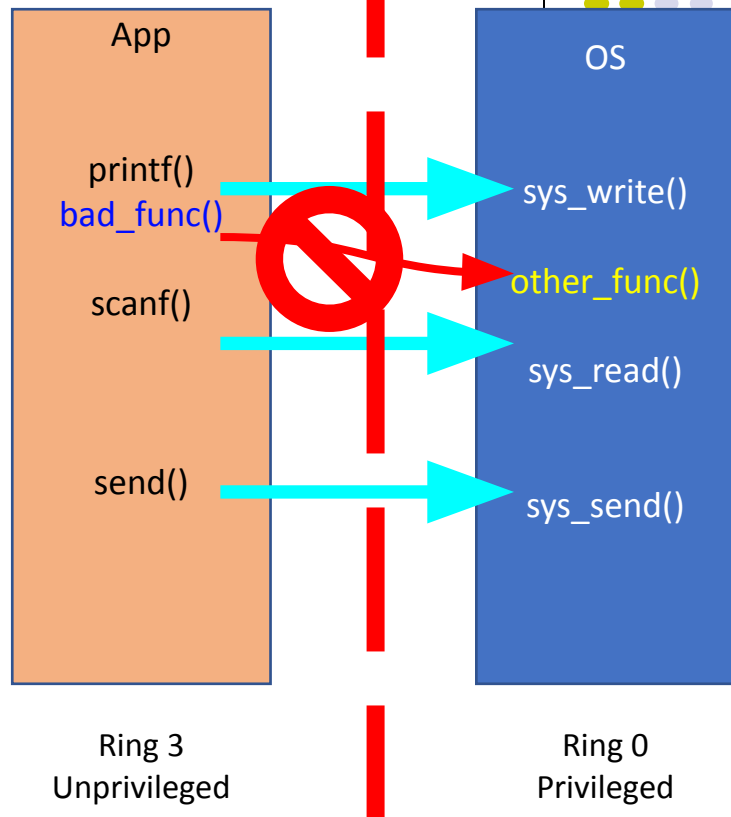 App
OS
printf()
sys_write()
bad_func()
other_func()
scanf()
sys_read()
send()
sys_send()
Ring 3
Unprivileged
Ring 0
Privileged